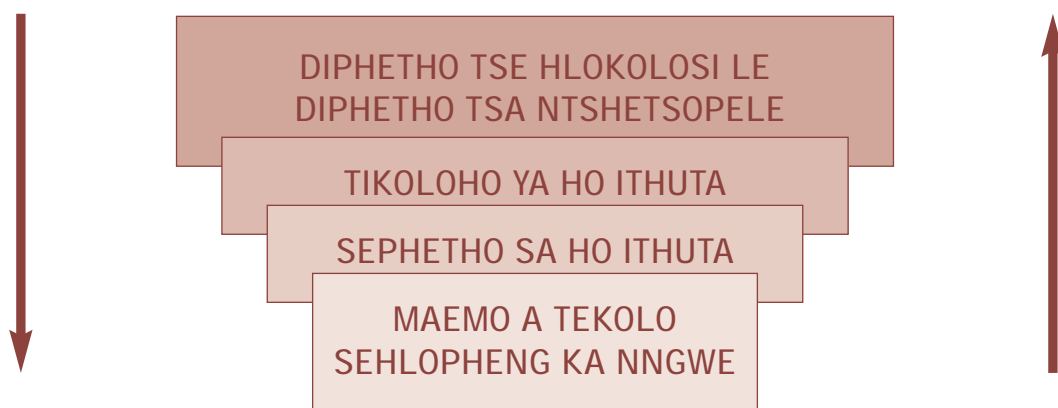 DIPHETHO TSE HLOKOLOSI LE
DIPHETHO TSA NTSHETSOPELE
TIKOLOHO YA HO ITHUTA
SEPHETHO SA HO ITHUTA
MAEMO A TEKOLO
SEHLOPHENG KA NNGWE